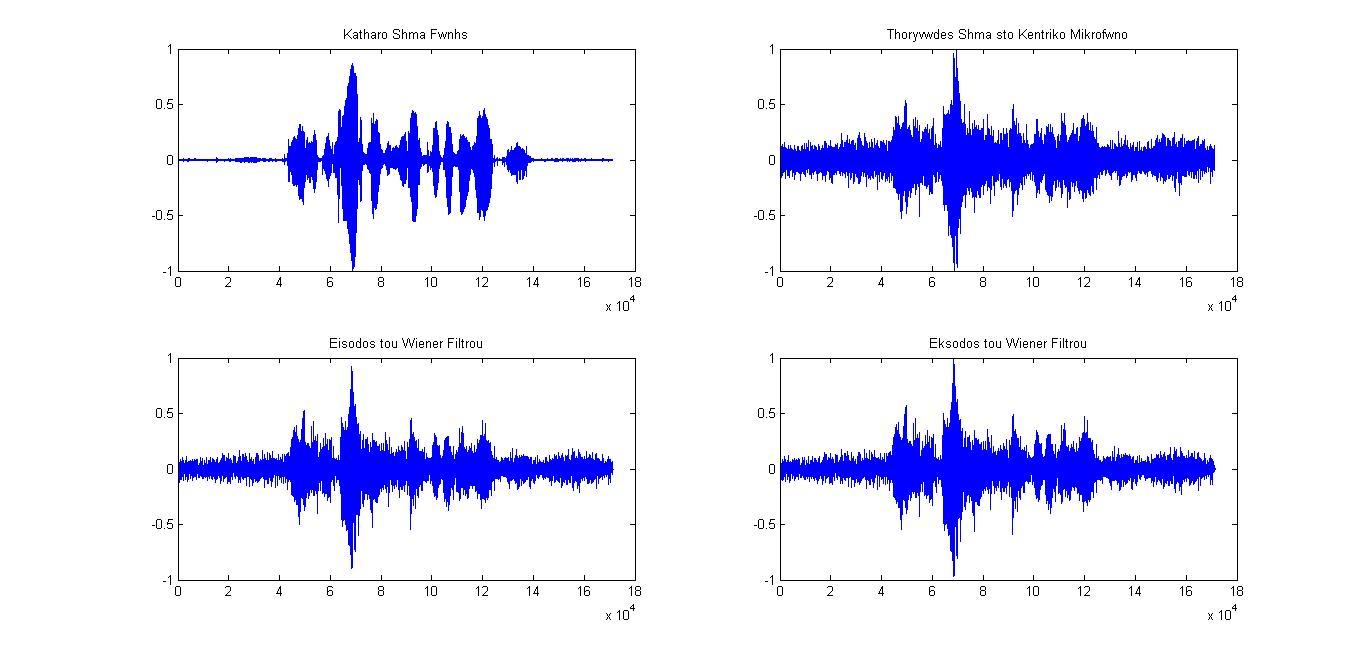 Katharo Shma Fwnhs
1
0.5
0
-0.5
-1
0 2 4 6 8 10 12 14 16 18
x 10^4
Thoryvwdes Shma sto Kentriko Mikrofwno
1
0.5
0
-0.5
-1
0 2 4 6 8 10 12 14 16 18
x 10^4
Eisodos tou Wiener Filtrou
1
0.5
0
-0.5
-1
0 2 4 6 8 10 12 14 16 18
x 10^4
Eksodos tou Wiener Filtrou
1
0.5
0
-0.5
-1
0 2 4 6 8 10 12 14 16 18
x 10^4